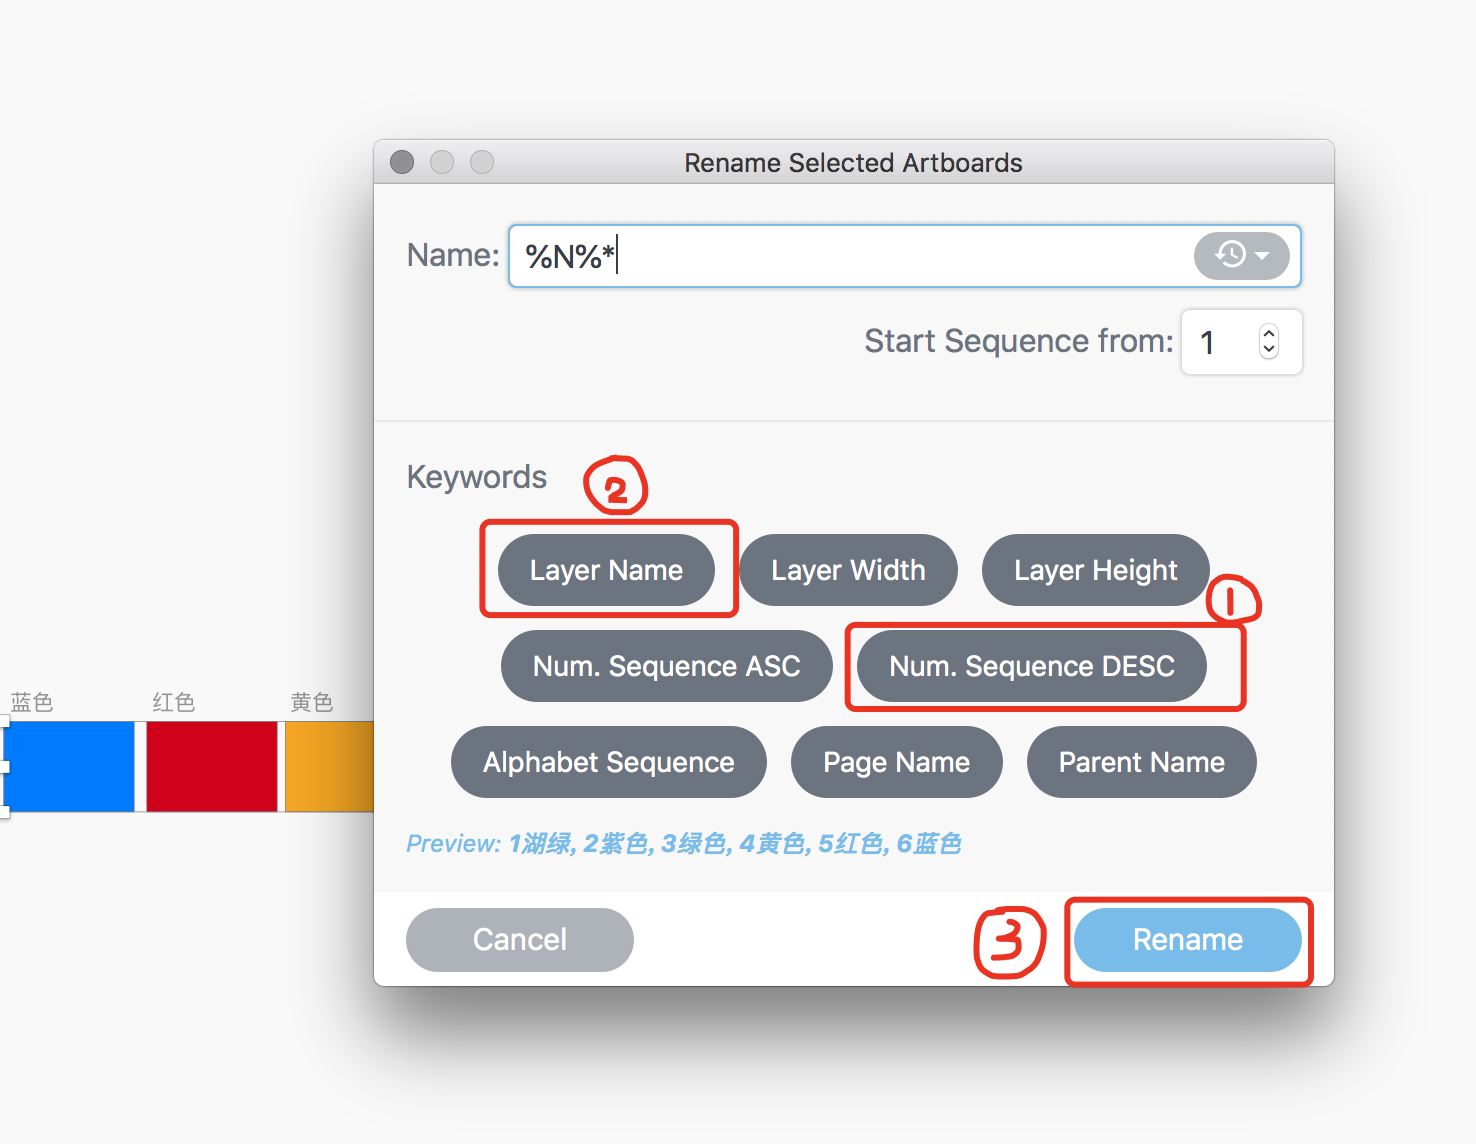 Rename Selected Artboards
Name: %N%*
Start Sequence from: 1
Keywords 2
Layer Name Layer Width Layer Height
1
Num. Sequence ASC Num. Sequence DESC
蓝色 红色 黄色
Alphabet Sequence Page Name Parent Name
Preview: 1湖绿, 2紫色, 3绿色, 4黄色, 5红色, 6蓝色
Cancel 3 Rename